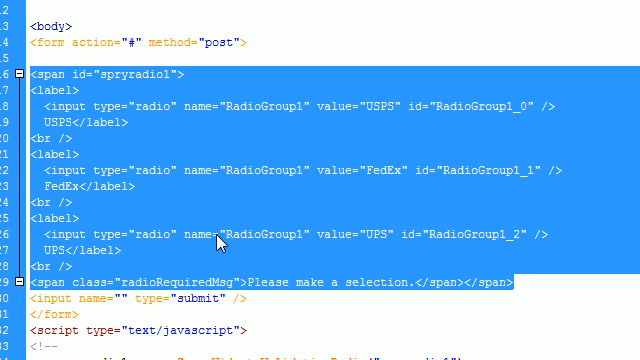 12
13 <body>
14 <form action="#" method="post">
15
16 <span id="spryradio1">
17 <label>
18 <input type="radio" name="RadioGroup1" value="USPS" id="RadioGroup1_0" />
19 USPS</label>
20 <br />
21 <label>
22 <input type="radio" name="RadioGroup1" value="FedEx" id="RadioGroup1_1" />
23 FedEx</label>
24 <br />
25 <label>
26 <input type="radio" name="RadioGroup1" value="UPS" id="RadioGroup1_2" />
27 UPS</label>
28 <br />
29 <span class="radioRequiredMsg">Please make a selection.</span></span>
30 <input name="" type="submit" />
31 </form>
32 <script type="text/javascript">
33 <!--